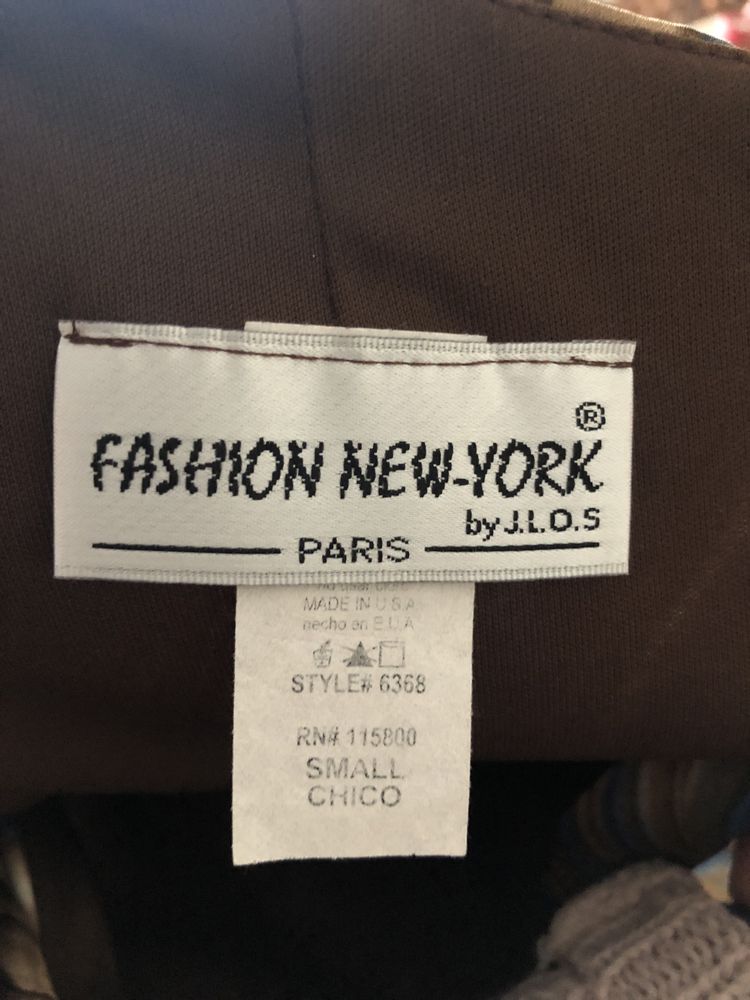 ®
FASHION NEW-YORK
by J.L.O.S
PARIS
MADE IN U.S.A
hecho en E.U.A
STYLE# 6368
RN# 115800
SMALL
CHICO